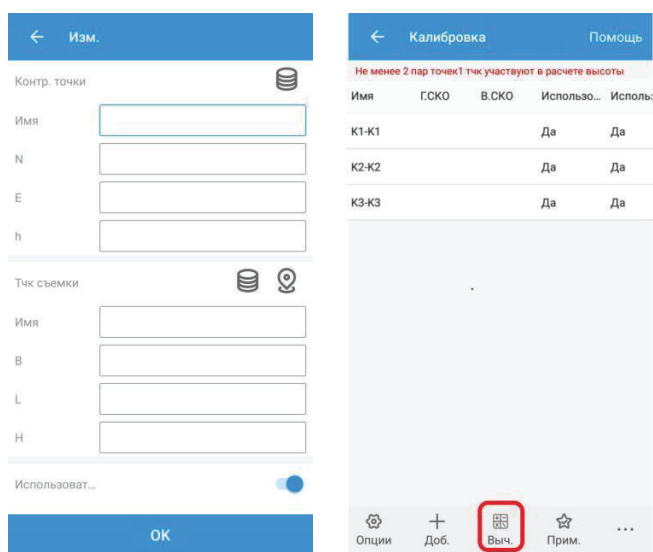 Изм.
Контр. точки
Имя
N
E
h
Тчк съемки
Имя
B
L
H
Использоват...
OK
Калибровка Помощь
Не менее 2 пар точек1 тчк участвуют в расчете высоты
Имя Г.СКО В.СКО Использо... Использ
K1-K1 Да Да
K2-K2 Да Да
K3-K3 Да Да
Опции Доб. Выч. Прим. ...